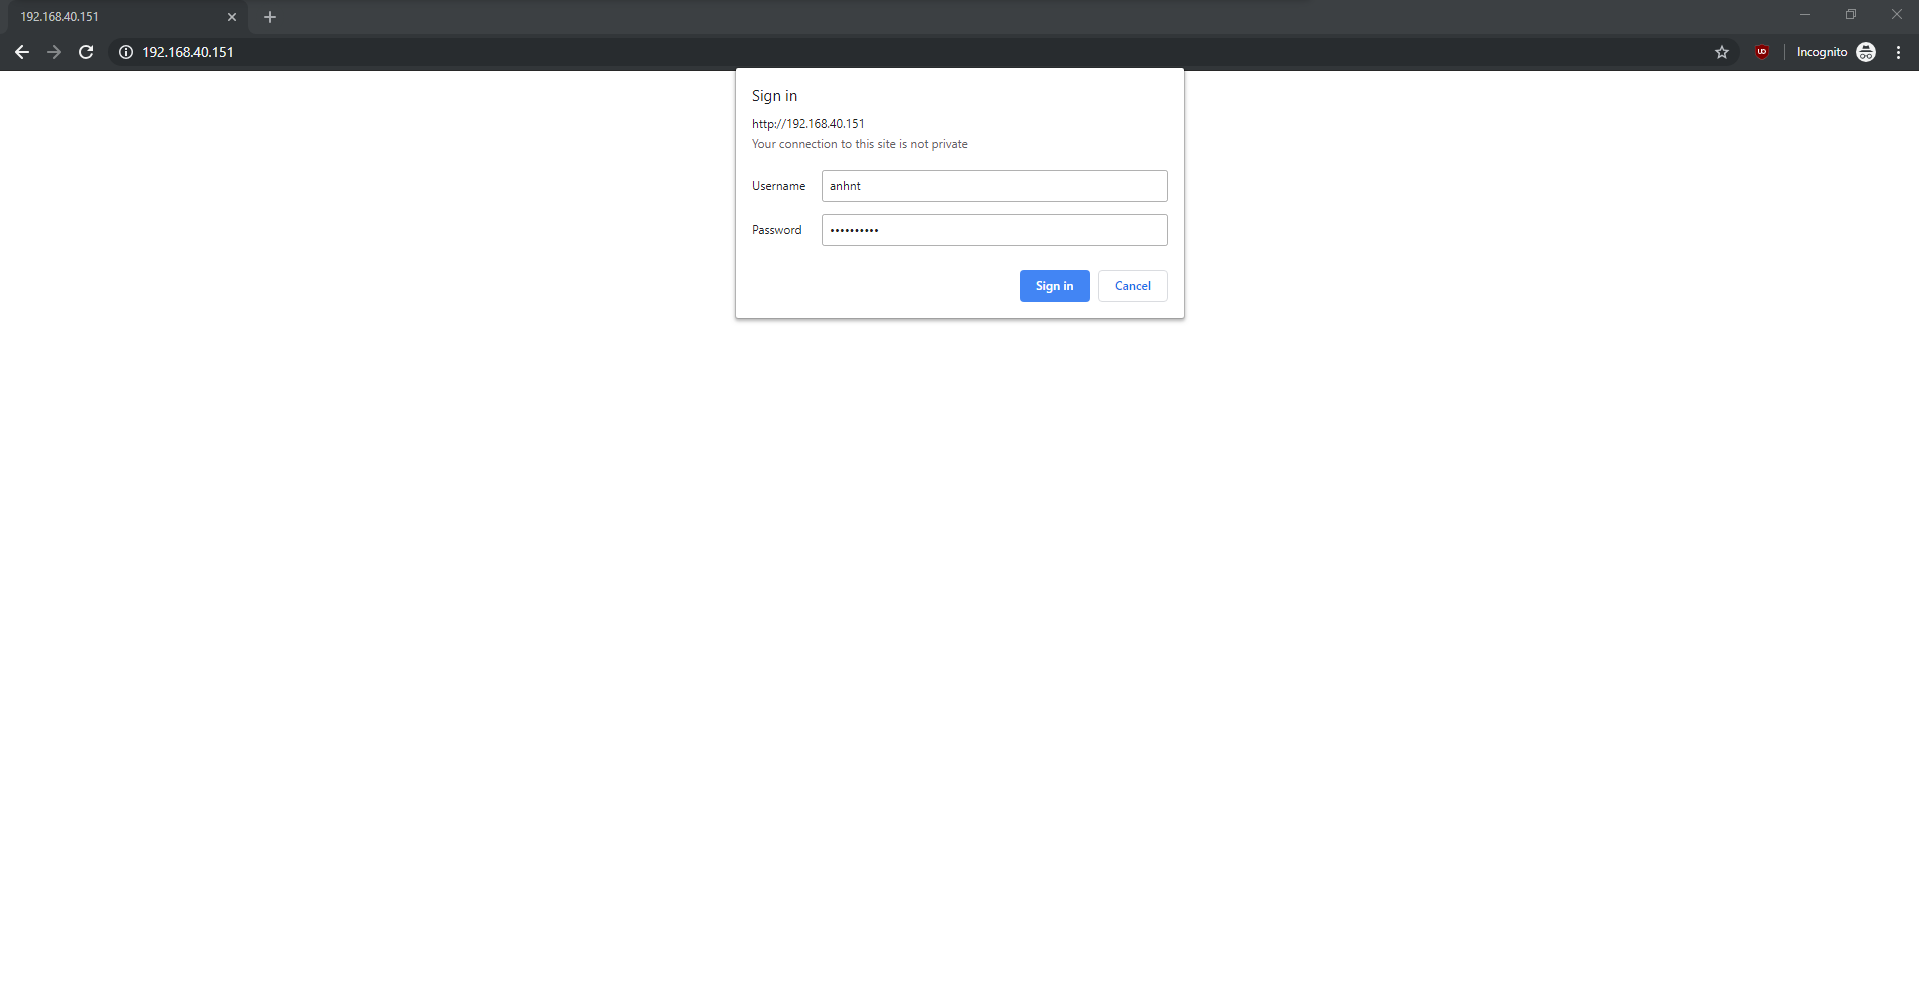 192.168.40.151
192.168.40.151
Incognito
Sign in
http://192.168.40.151
Your connection to this site is not private
Username anhnt
Password ••••••••••
Sign in Cancel